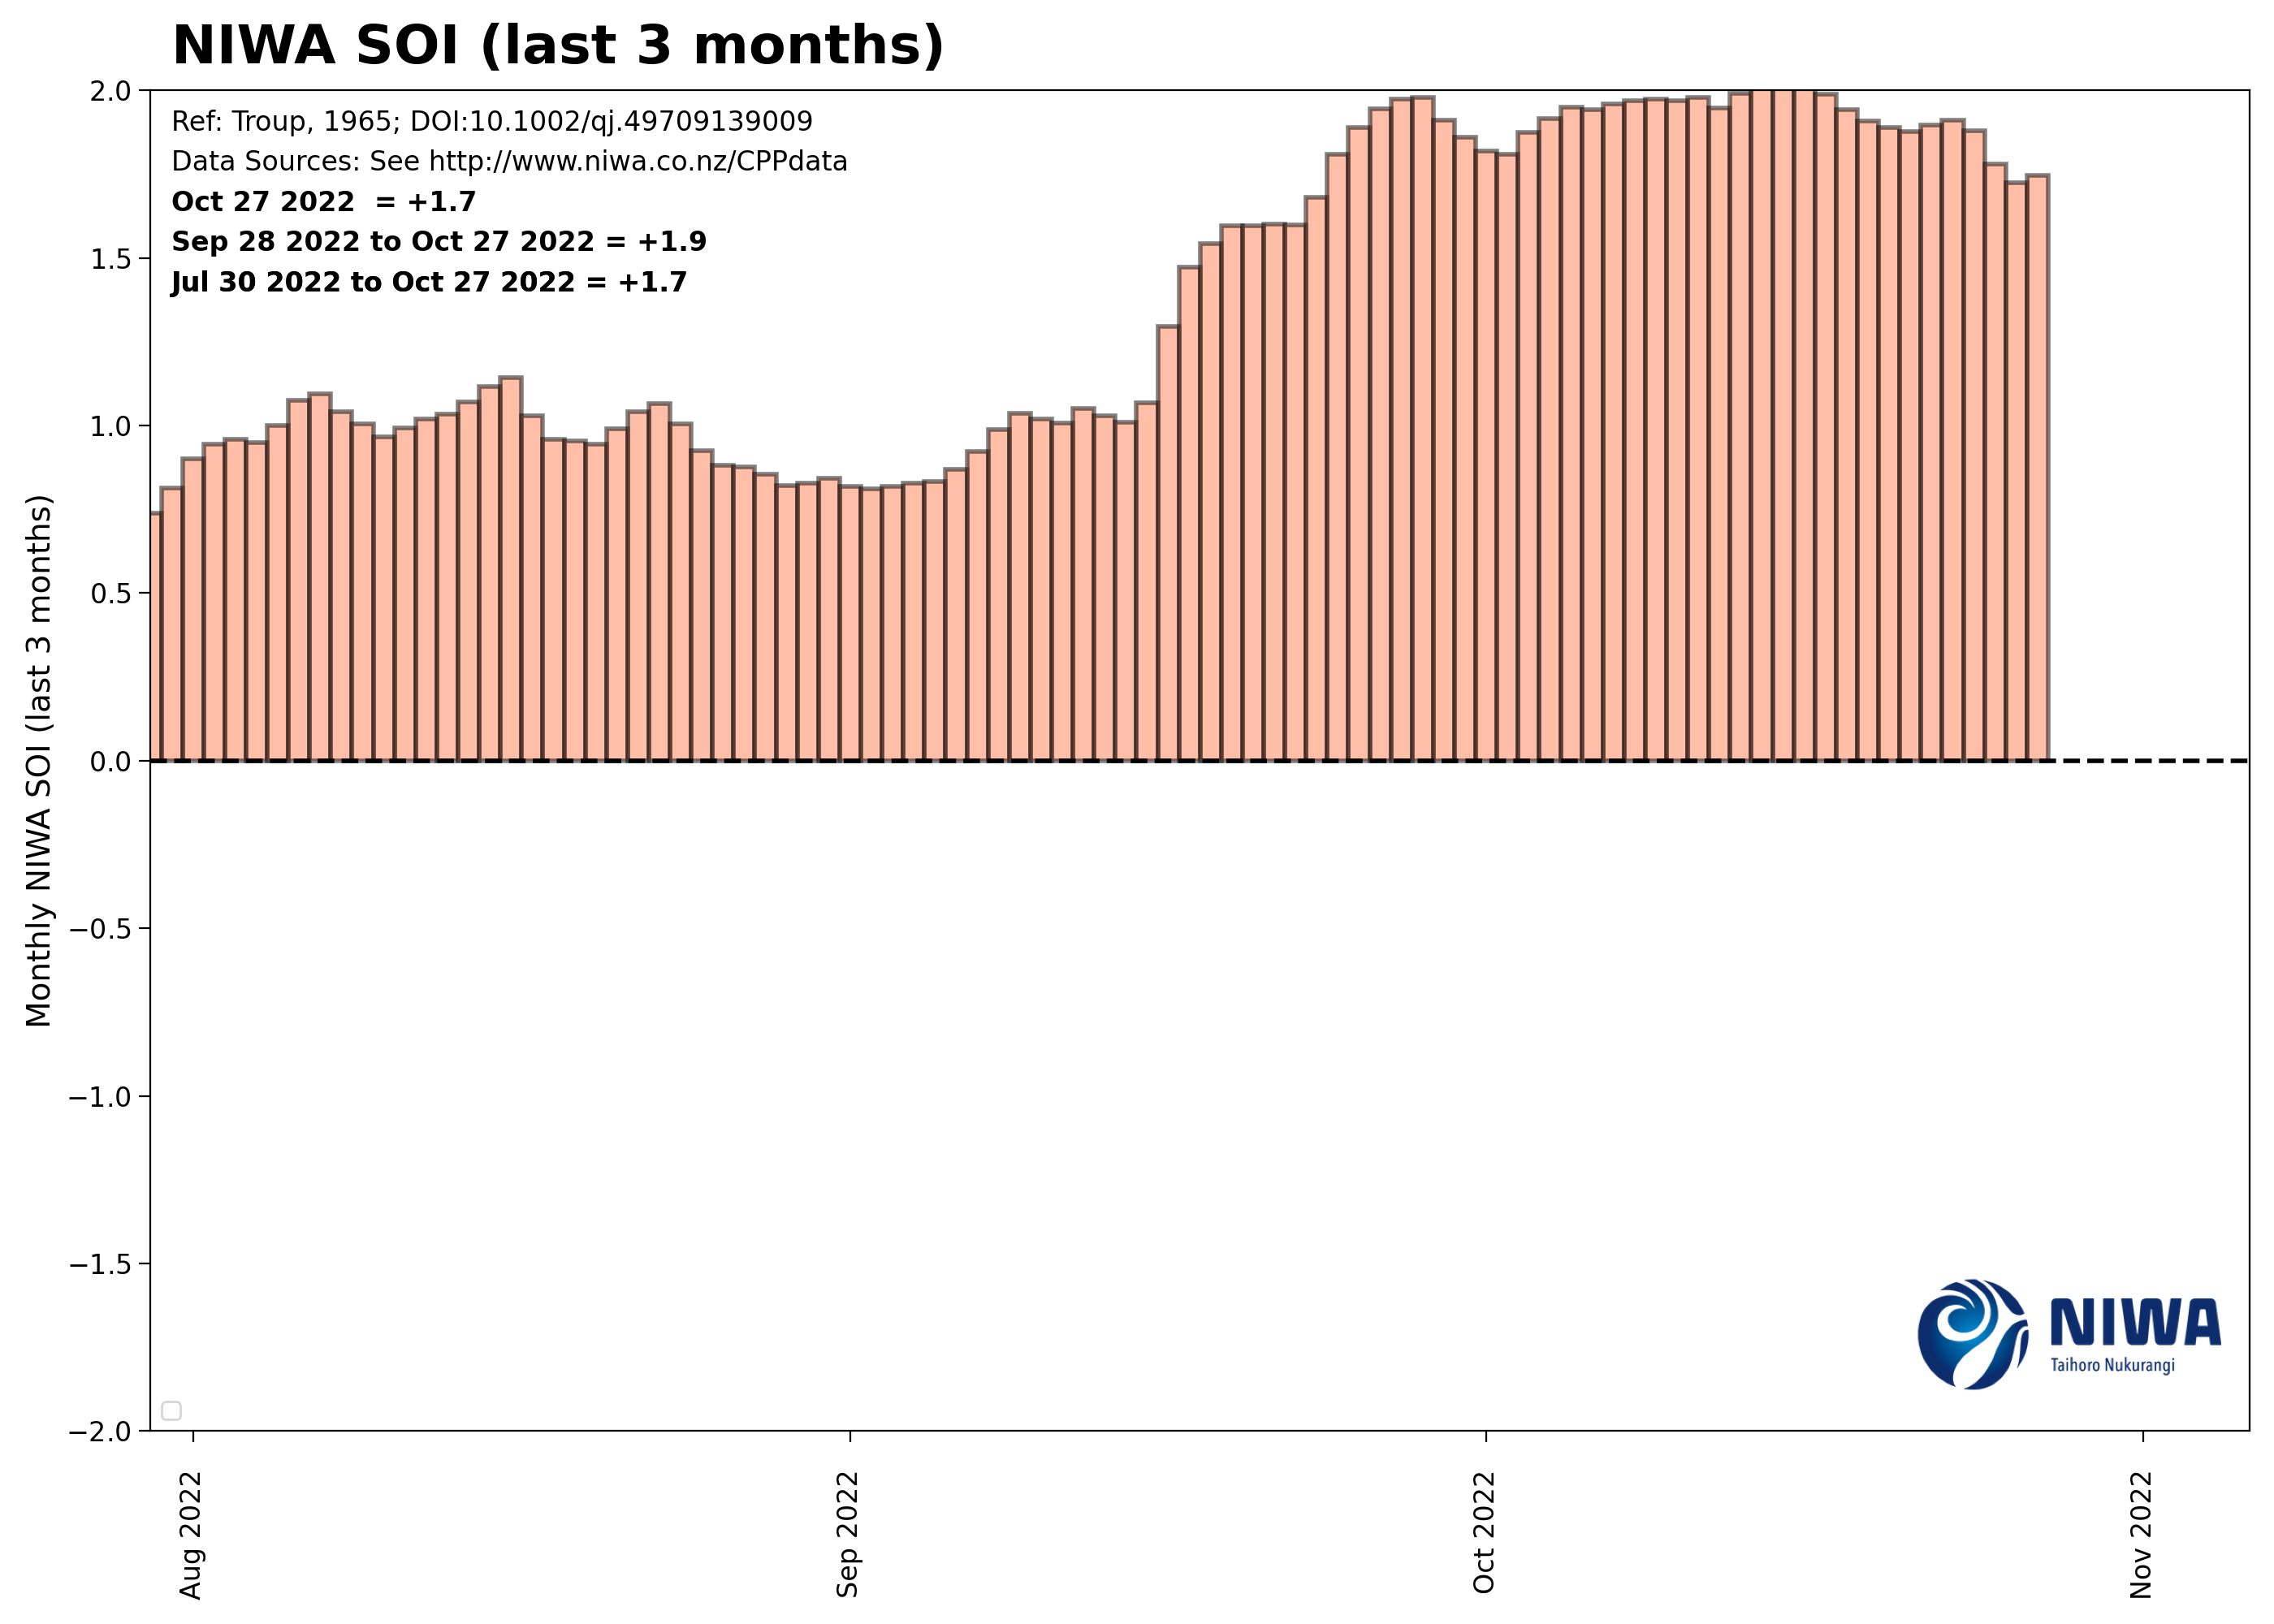 NIWA SOI (last 3 months)
2.0
1.5
1.0
0.5
0.0
−0.5
−1.0
−1.5
−2.0
Monthly NIWA SOI (last 3 months)
Ref: Troup, 1965; DOI:10.1002/qj.49709139009
Data Sources: See http://www.niwa.co.nz/CPPdata
Oct 27 2022  = +1.7
Sep 28 2022 to Oct 27 2022 = +1.9
Jul 30 2022 to Oct 27 2022 = +1.7
NIWA
Taihoro Nukurangi
Aug 2022
Sep 2022
Oct 2022
Nov 2022